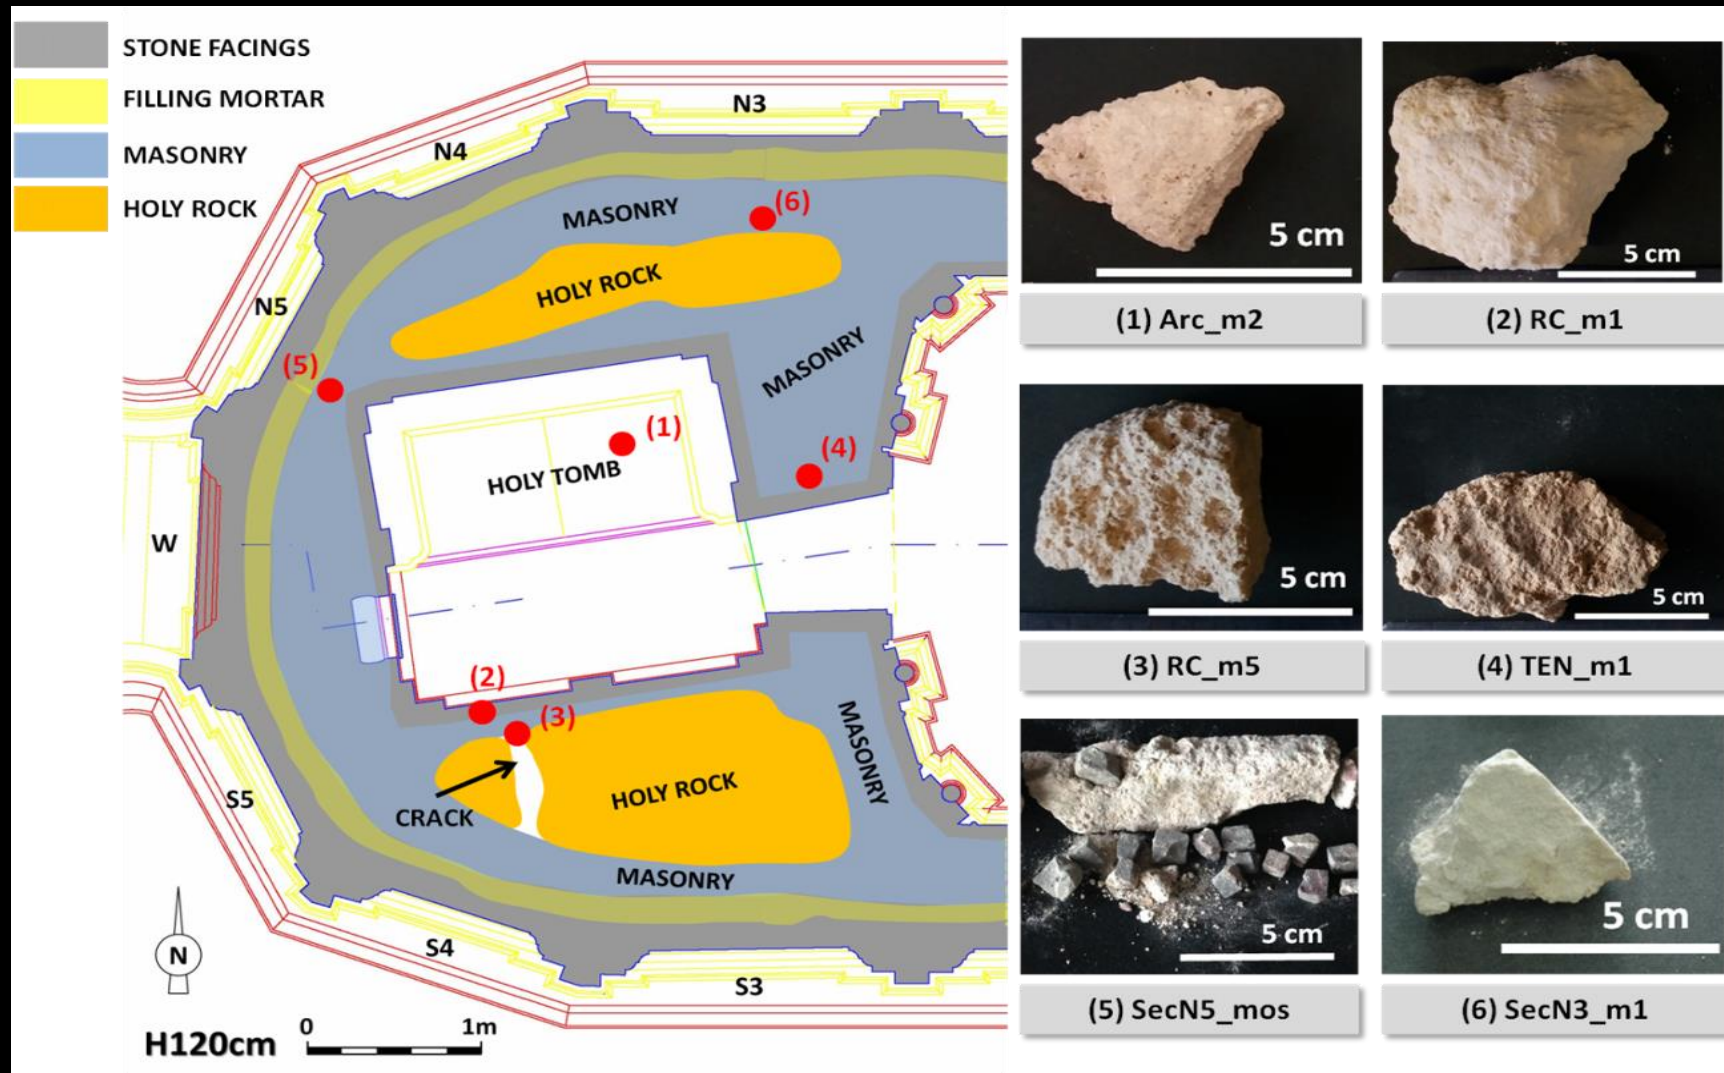 STONE FACINGS
FILLING MORTAR
MASONRY
HOLY ROCK
N3
N4
N5
W
S5
S4
S3
MASONRY
(6)
HOLY ROCK
MASONRY
(5)
(1)
HOLY TOMB
(4)
(2)
(3)
CRACK
HOLY ROCK
MASONRY
MASONRY
N
H120cm
0 1m
5 cm
(1) Arc_m2
5 cm
(2) RC_m1
5 cm
(3) RC_m5
5 cm
(4) TEN_m1
5 cm
(5) SecN5_mos
5 cm
(6) SecN3_m1